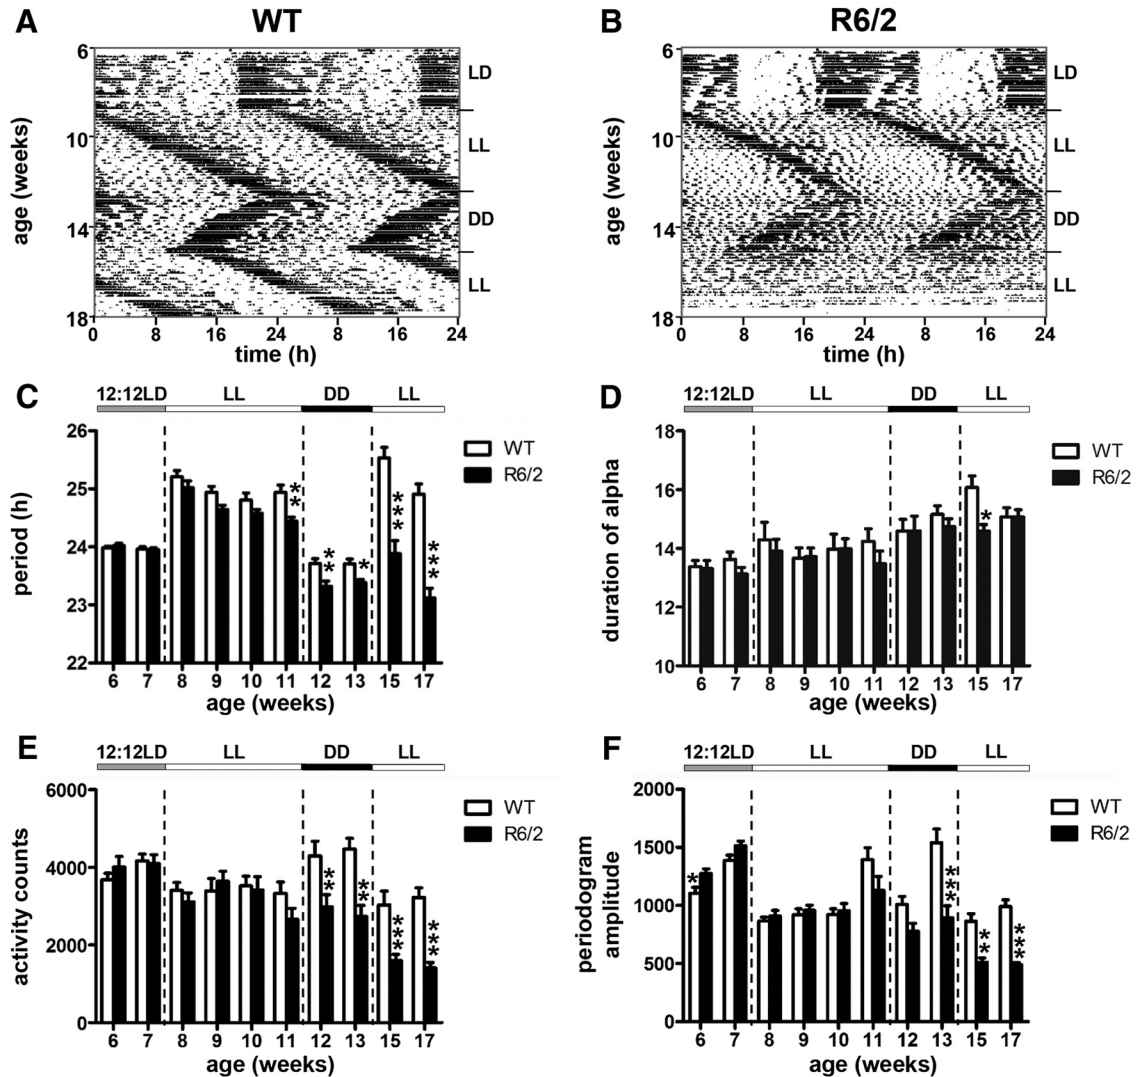 A WT
B R6/2
6
10
14
18
age (weeks)
LD
LL
DD
LL
0 8 16 24 8 16 24
time (h)
6
10
14
18
age (weeks)
LD
LL
DD
LL
0 8 16 24 8 16 24
time (h)
C
12:12LD LL DD LL
26
25
24
23
22
period (h)
WT
R6/2
** ** * *** ***
6 7 8 9 10 11 12 13 15 17
age (weeks)
D
12:12LD LL DD LL
18
16
14
12
10
duration of alpha
WT
R6/2
*
6 7 8 9 10 11 12 13 15 17
age (weeks)
E
12:12LD LL DD LL
6000
4000
2000
0
activity counts
WT
R6/2
** ** *** ***
6 7 8 9 10 11 12 13 15 17
age (weeks)
F
12:12LD LL DD LL
2000
1500
1000
500
0
periodogram
amplitude
WT
R6/2
* *** ** ***
6 7 8 9 10 11 12 13 15 17
age (weeks)